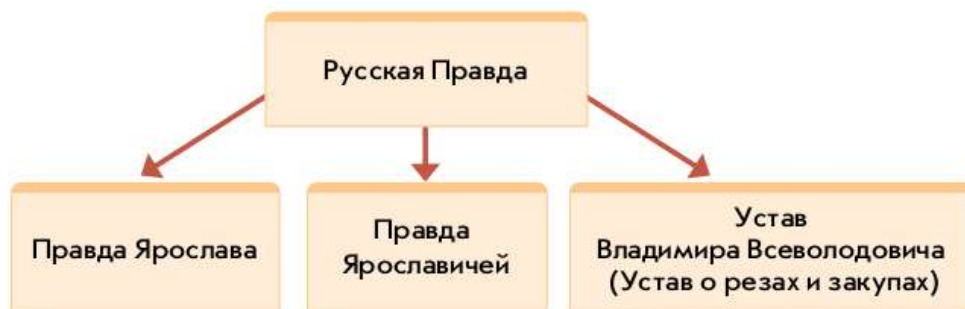 Русская Правда
Правда Ярослава
Правда
Ярославичей
Устав
Владимира Всеволодовича
(Устав о резах и закупах)